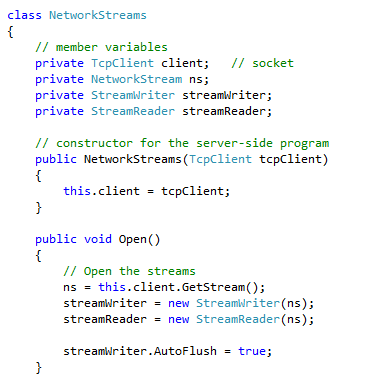 class NetworkStreams
{
    // member variables
    private TcpClient client;   // socket
    private NetworkStream ns;
    private StreamWriter streamWriter;
    private StreamReader streamReader;

    // constructor for the server-side program
    public NetworkStreams(TcpClient tcpClient)
    {
        this.client = tcpClient;
    }

    public void Open()
    {
        // Open the streams
        ns = this.client.GetStream();
        streamWriter = new StreamWriter(ns);
        streamReader = new StreamReader(ns);

        streamWriter.AutoFlush = true;
    }